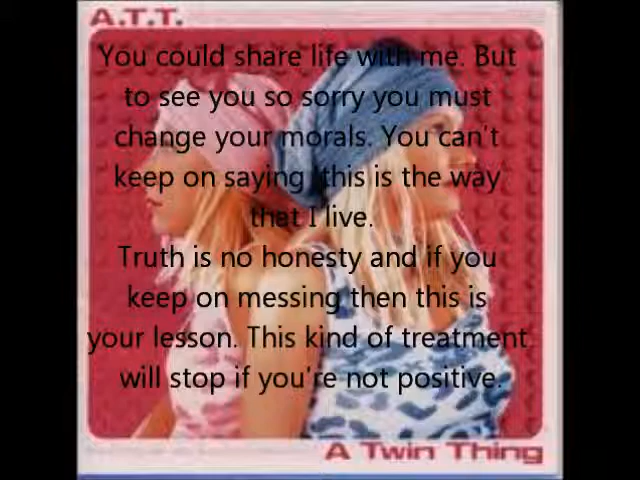 A.T.T.
You could share life with me. But
to see you so sorry you must
change your morals. You can't
keep on saying 'this is the way
that I live.
Truth is no honesty and if you
keep on messing then this is
your lesson. This kind of treatment
will stop if you're not positive.
A Twin Thing